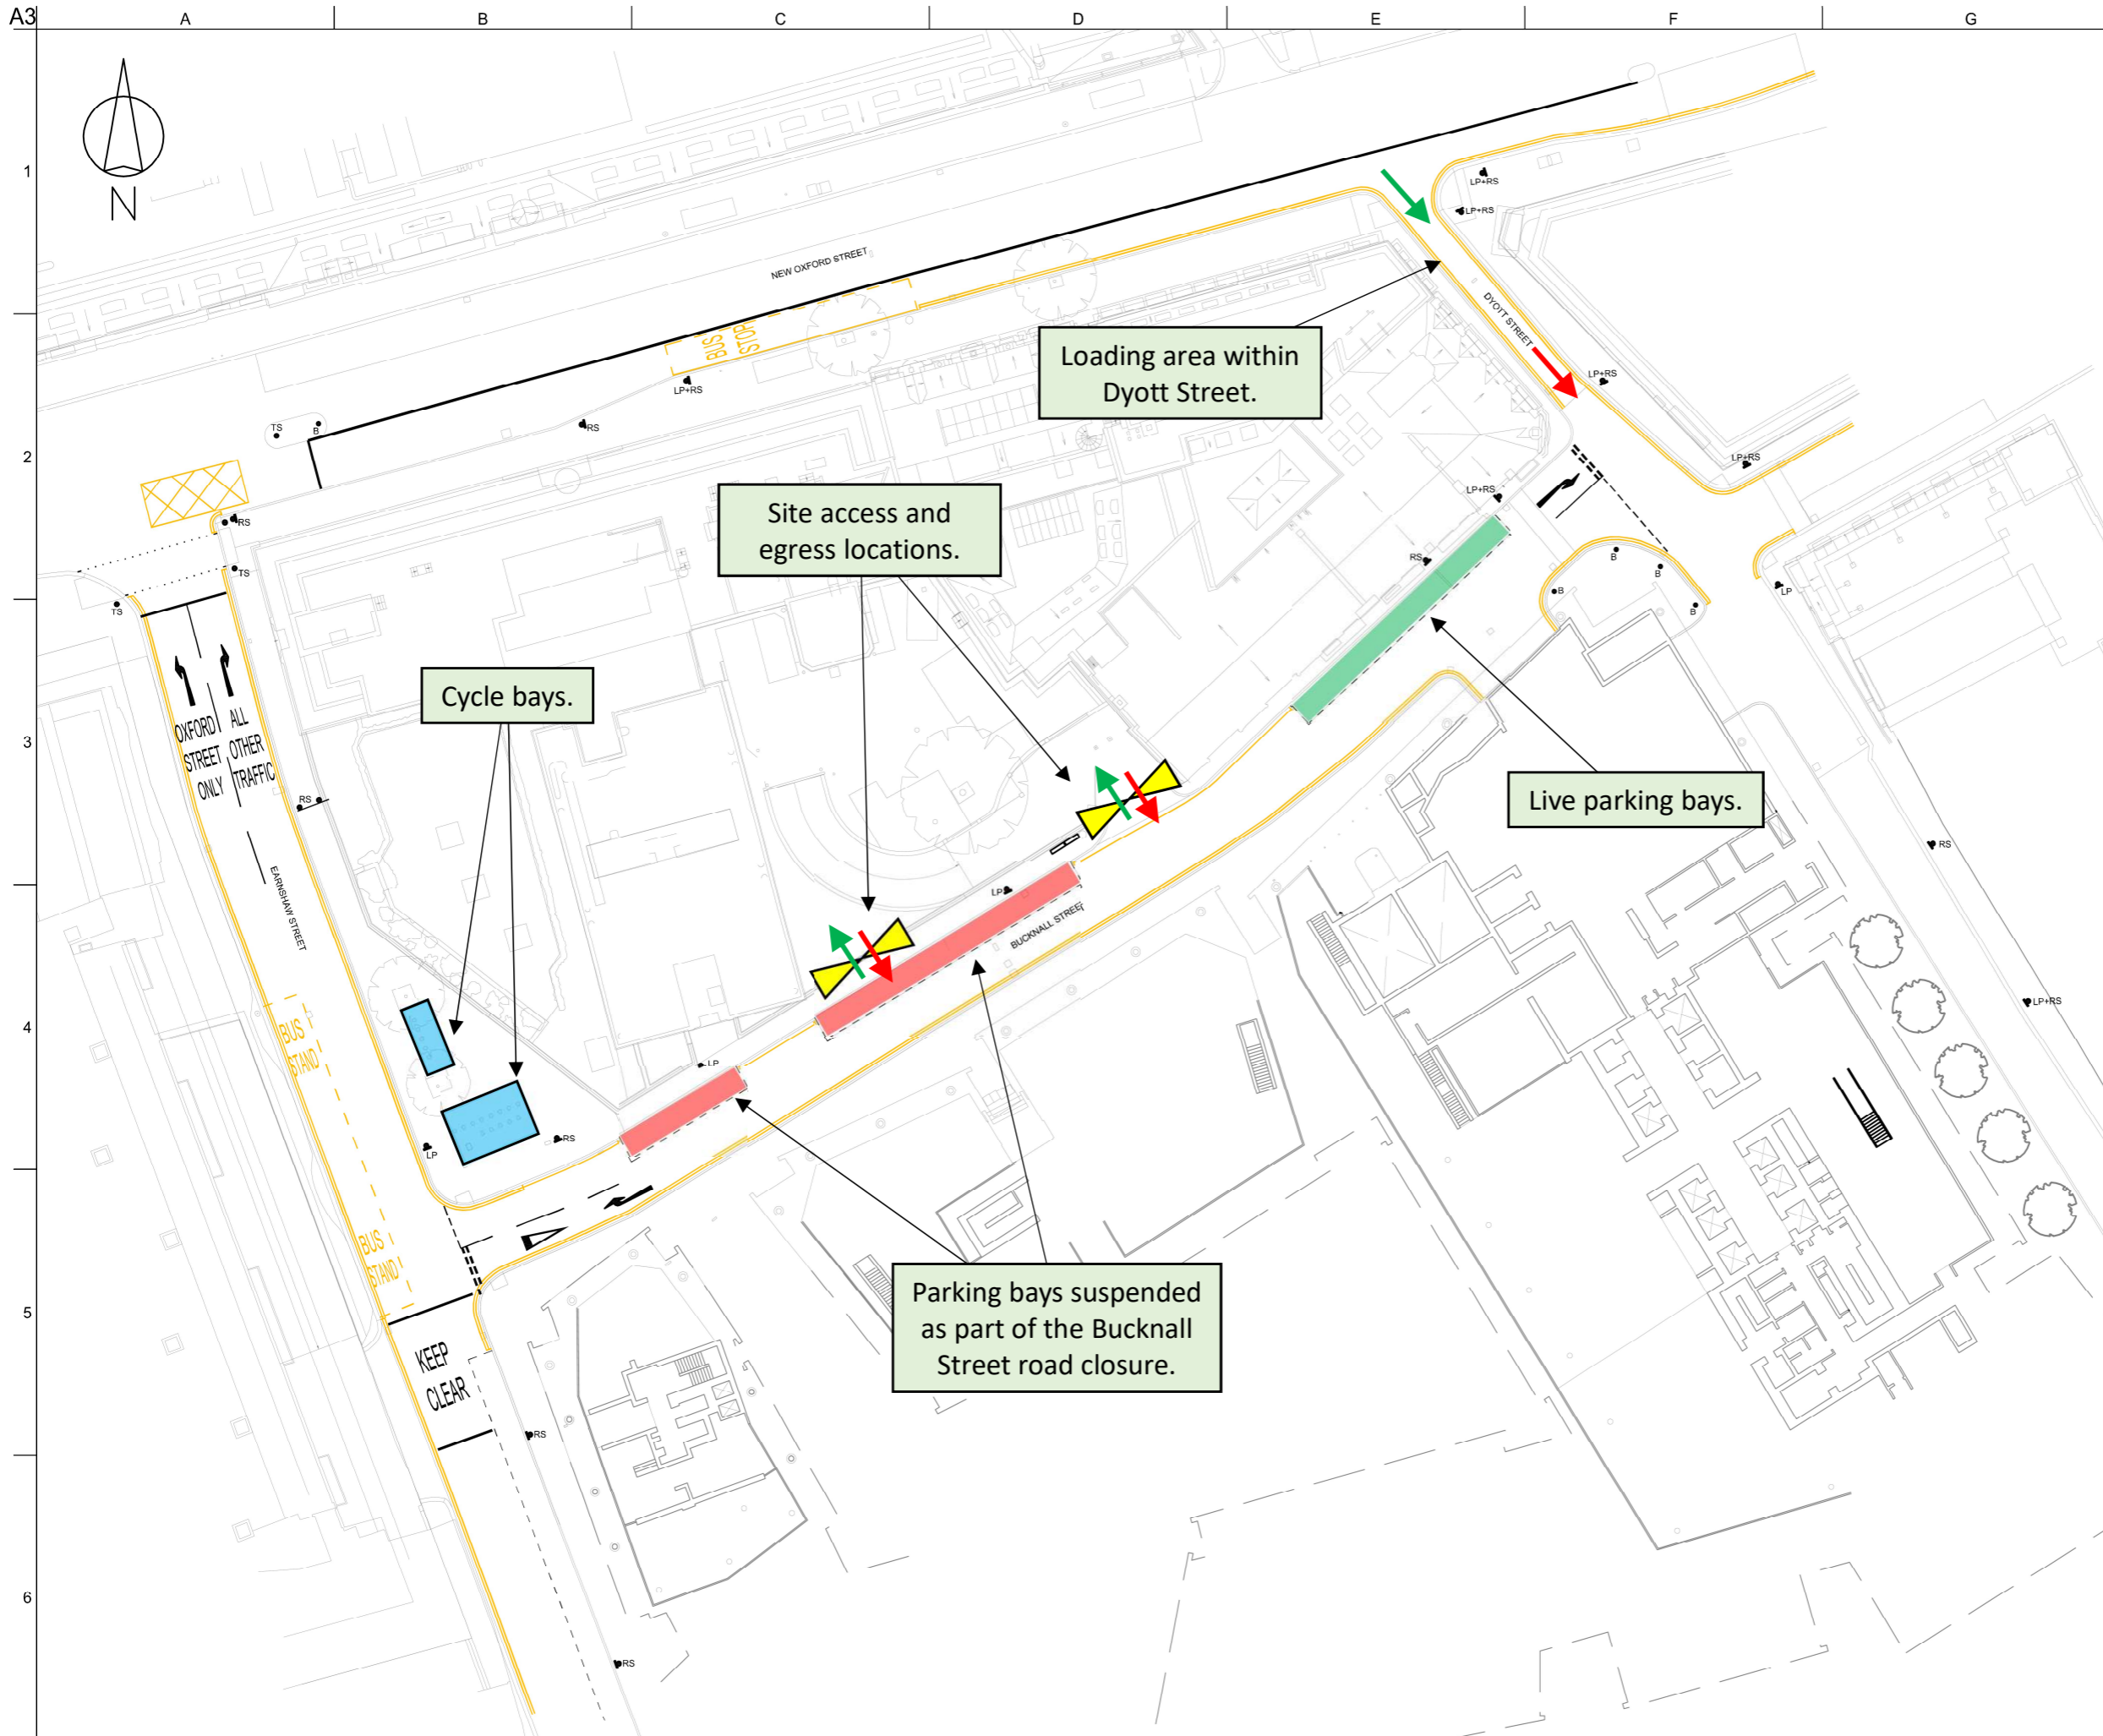 A3
A
B
C
D
E
F
G
1
2
3
4
5
6
N
NEW OXFORD STREET
BUS
STOP
LP+RS
RS
TS
B
LP+RS
LP+RS
DYOTT STREET
LP+RS
LP+RS
Loading area within
Dyott Street.
Site access and
egress locations.
LP+RS
RS
RS
TS
TS
B
B
B
B
LP
OXFORD
STREET
ONLY
ALL
OTHER
TRAFFIC
RS
EARNSHAW STREET
Cycle bays.
Live parking bays.
RS
LP
BUCKNALL STREET
LP+RS
BUS
STAND
LP
RS
LP
BUS
STAND
KEEP
CLEAR
Parking bays suspended
as part of the Bucknall
Street road closure.
RS
RS